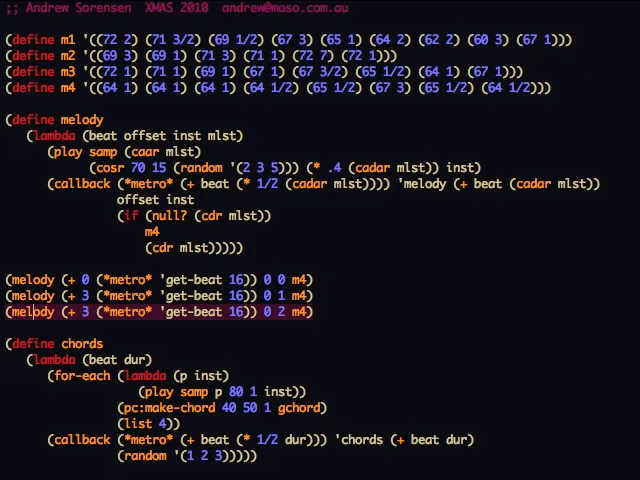 ;; Andrew Sorensen  XMAS 2010  andrew@moso.com.au
(define m1 '((72 2) (71 3/2) (69 1/2) (67 3) (65 1) (64 2) (62 2) (60 3) (67 1)))
(define m2 '((69 3) (69 1) (71 3) (71 1) (72 7) (72 1)))
(define m3 '((72 1) (71 1) (69 1) (67 1) (67 3/2) (65 1/2) (64 1) (67 1)))
(define m4 '((64 1) (64 1) (64 1) (64 1/2) (65 1/2) (67 3) (65 1/2) (64 1/2)))
(define melody
   (lambda (beat offset inst mlst)
      (play samp (caar mlst)
            (cosr 70 15 (random '(2 3 5))) (* .4 (cadar mlst)) inst)
      (callback (*metro* (+ beat (* 1/2 (cadar mlst)))) 'melody (+ beat (cadar mlst))
                offset inst
                (if (null? (cdr mlst))
                    m4
                    (cdr mlst)))))
(melody (+ 0 (*metro* 'get-beat 16)) 0 0 m4)
(melody (+ 3 (*metro* 'get-beat 16)) 0 1 m4)
(melody (+ 3 (*metro* 'get-beat 16)) 0 2 m4)
(define chords
   (lambda (beat dur)
      (for-each (lambda (p inst)
                   (play samp p 80 1 inst))
                (pc:make-chord 40 50 1 gchord)
                (list 4))
      (callback (*metro* (+ beat (* 1/2 dur))) 'chords (+ beat dur)
                (random '(1 2 3)))))